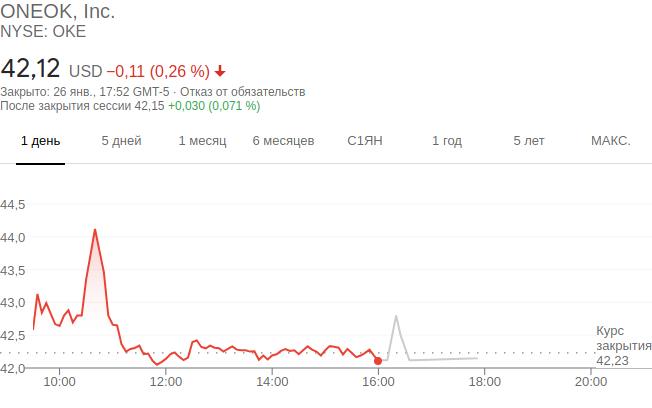 ONEOK, Inc.
NYSE: OKE
42,12 USD −0,11 (0,26 %)
Закрыто: 26 янв., 17:52 GMT-5 · Отказ от обязательств
После закрытия сессии 42,15 +0,030 (0,071 %)
1 день 5 дней 1 месяц 6 месяцев С1ЯН 1 год 5 лет МАКС.
44,5
44,0
43,5
43,0
42,5
42,0
Курс
закрытия
42,23
10:00 12:00 14:00 16:00 18:00 20:00